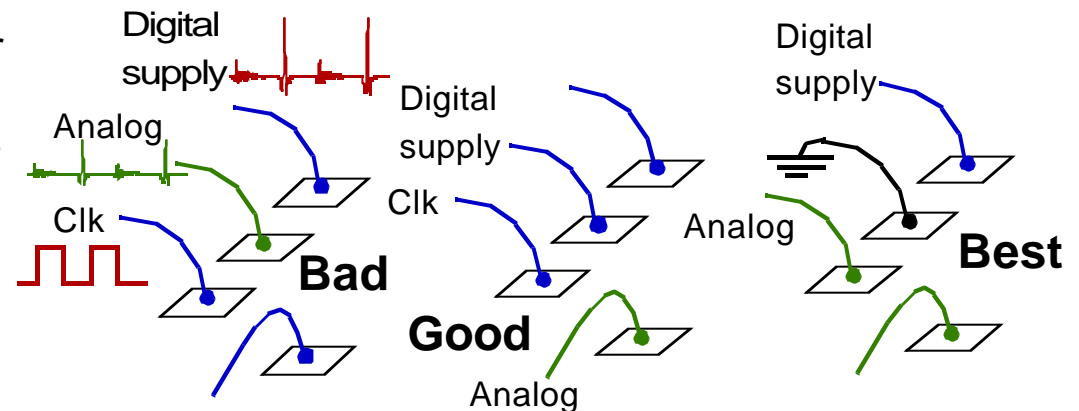 Digital
supply
Analog
Clk
Bad
Digital
supply
Clk
Good
Analog
Digital
supply
Analog
Best